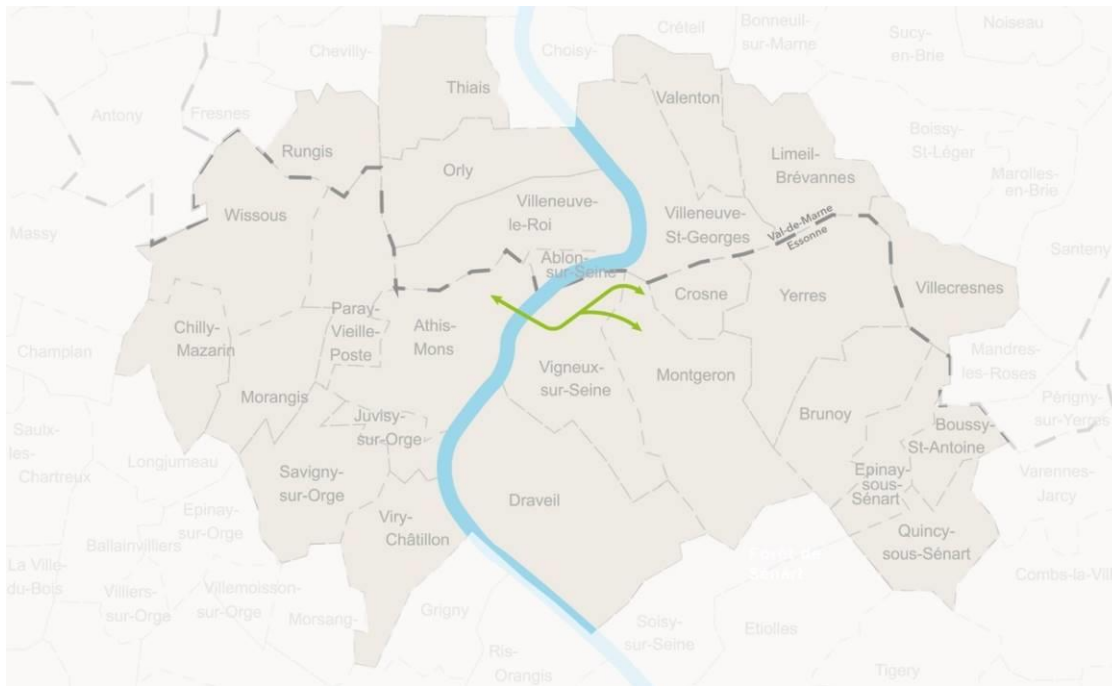 Créteil
Bonneuil-
sur-Marne
Noiseau
Sucy-
en-Brie
Chevilly-
Choisy-
Thiais
Valenton
Antony
Fresnes
Boissy-
St-Léger
Rungis
Orly
Limeil-
Brévannes
Marolles-
en-Brie
Wissous
Villeneuve-
le-Roi
Villeneuve-
St-Georges
Val-de-Marne
Essonne
Massy
Santeny
Ablon-
sur-Seine
Crosne
Yerres
Villecresnes
Chilly-
Mazarin
Paray-
Vieille-
Poste
Athis-
Mons
Champlan
Mandres-
les-Roses
Vigneux-
sur-Seine
Montgeron
Morangis
Périgny-
sur-Yerres
Brunoy
Juvisy-
sur-Orge
Boussy-
St-Antoine
Saulx-
les-
Chartreux
Longjumeau
Savigny-
sur-Orge
Epinay-
sous-
Sénart
Varennes-
Jarcy
Draveil
Epinay-
sur-Orge
Viry-
Châtillon
Quincy-
sous-Sénart
Ballainvilliers
Forêt de
Sénart
La Ville-
du-Bois
Villiers-
sur-Orge
Villemoisson-
sur-Orge
Combs-la-Vill
Morsang-
Grigny
Soisy-
sur-Seine
Etiolles
Ris-
Orangis
Tigery